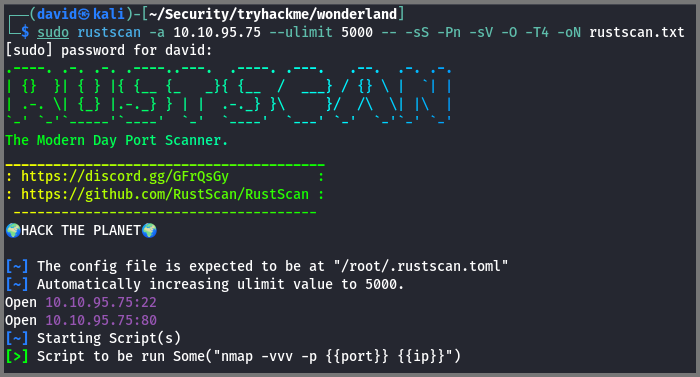 ┌──(david㉿kali)-[~/Security/tryhackme/wonderland]
└─$ sudo rustscan -a 10.10.95.75 --ulimit 5000 -- -sS -Pn -sV -O -T4 -oN rustscan.txt
[sudo] password for david:
.----. .-. .-. .----..---.  .----. .---.   .--.  .-. .-.
| {}  }| { } |{ {__ {_   _}{ {__  /  ___} / {} \ |  `| |
| .-. \| {_} |.-._} } | |  .-._} }\     }/  /\  \| |\  |
`-' `-'`-----'`----'  `-'  `----'  `---' `-'  `-'`-' `-'
The Modern Day Port Scanner.
________________________________________
: https://discord.gg/GFrQsGy           :
: https://github.com/RustScan/RustScan :
 --------------------------------------
🌍HACK THE PLANET🌍
[~] The config file is expected to be at "/root/.rustscan.toml"
[~] Automatically increasing ulimit value to 5000.
Open 10.10.95.75:22
Open 10.10.95.75:80
[~] Starting Script(s)
[>] Script to be run Some("nmap -vvv -p {{port}} {{ip}}")